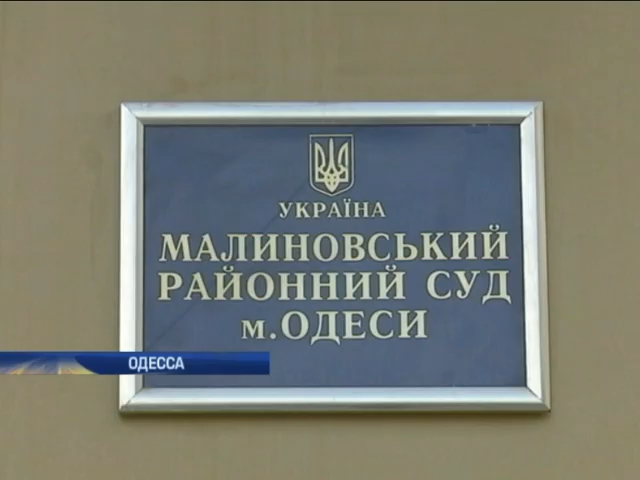 УКРАЇНА
МАЛИНОВСЬКИЙ
РАЙОННИЙ СУД
м.ОДЕСИ
ОДЕССА